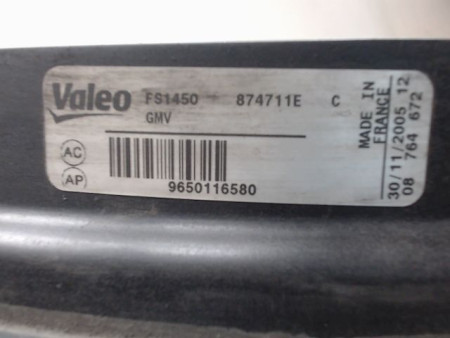 Valeo FS1450 874711E C
GMV
AC
AP
9650116580
MADE IN
FRANCE
30/11/2005 12
08 764 672